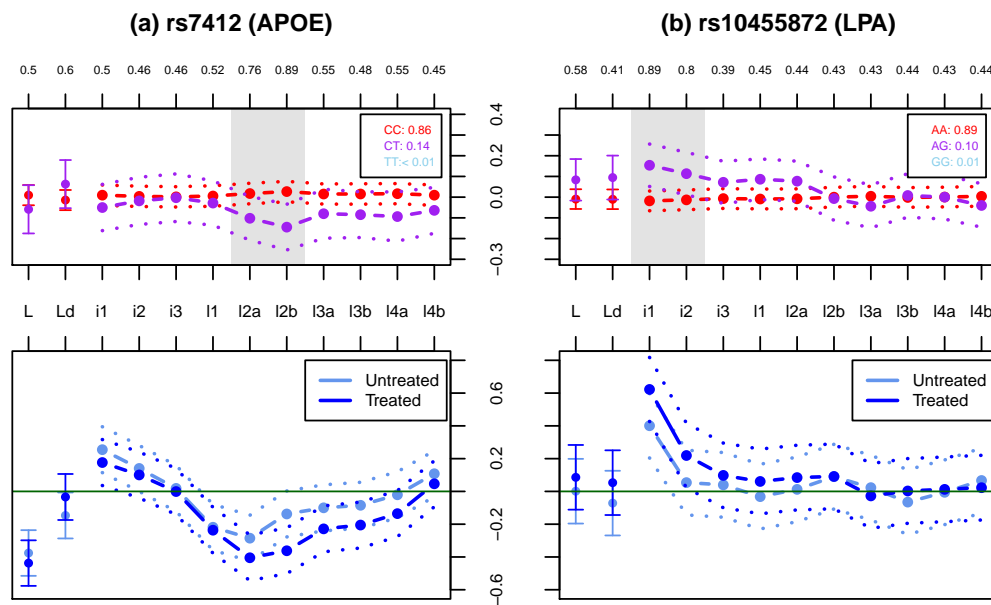 (a) rs7412 (APOE)
(b) rs10455872 (LPA)
0.5 0.6 0.5 0.46 0.46 0.52 0.76 0.89 0.55 0.48 0.55 0.45
0.58 0.41 0.89 0.8 0.39 0.45 0.44 0.43 0.43 0.44 0.43 0.44
CC: 0.86
CT: 0.14
TT:< 0.01
0.4
0.0
−0.3
AA: 0.89
AG: 0.10
GG: 0.01
L Ld i1 i2 i3 l1 l2a l2b l3a l3b l4a l4b
L Ld i1 i2 i3 l1 l2a l2b l3a l3b l4a l4b
Untreated
Treated
0.6
0.2
−0.2
−0.6
Untreated
Treated